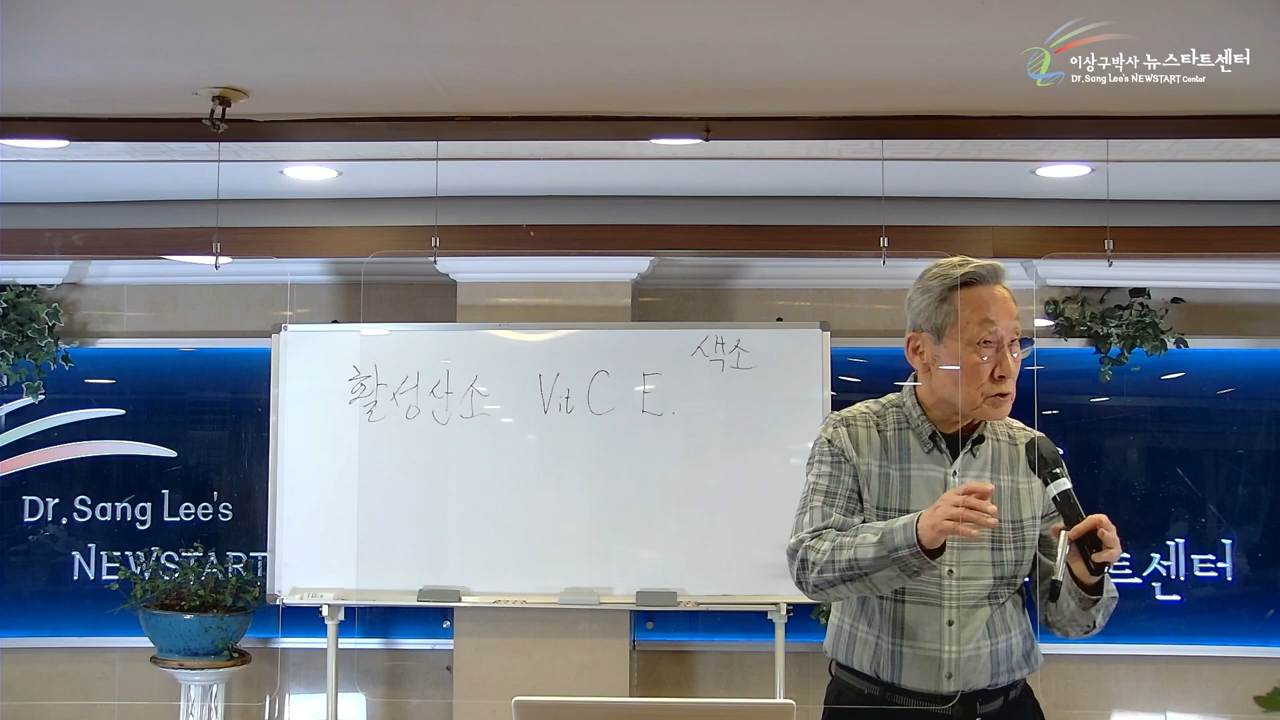 이상구박사 뉴스타트센터
Dr. Sang Lee's NEWSTART Center
색소
활성산소 Vit C E.
Dr. Sang Lee's
NEWSTART
트센터